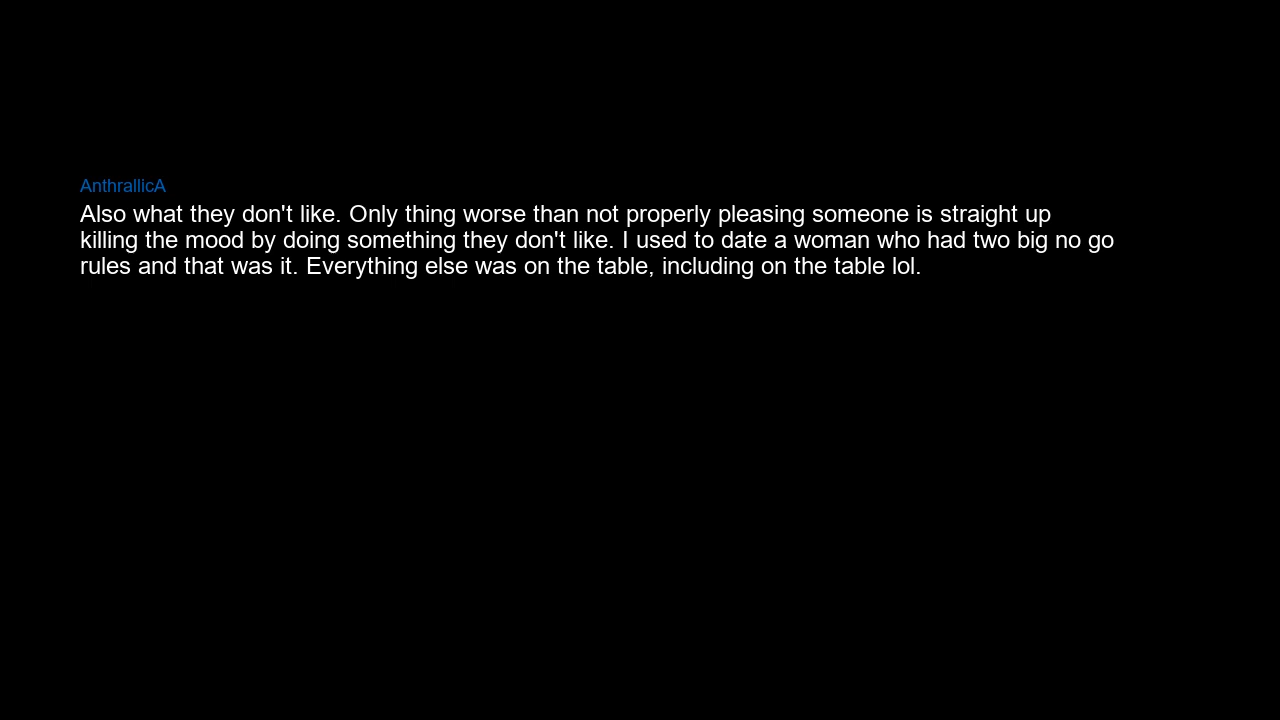 AnthrallicA
Also what they don't like. Only thing worse than not properly pleasing someone is straight up
killing the mood by doing something they don't like. I used to date a woman who had two big no go
rules and that was it. Everything else was on the table, including on the table lol.